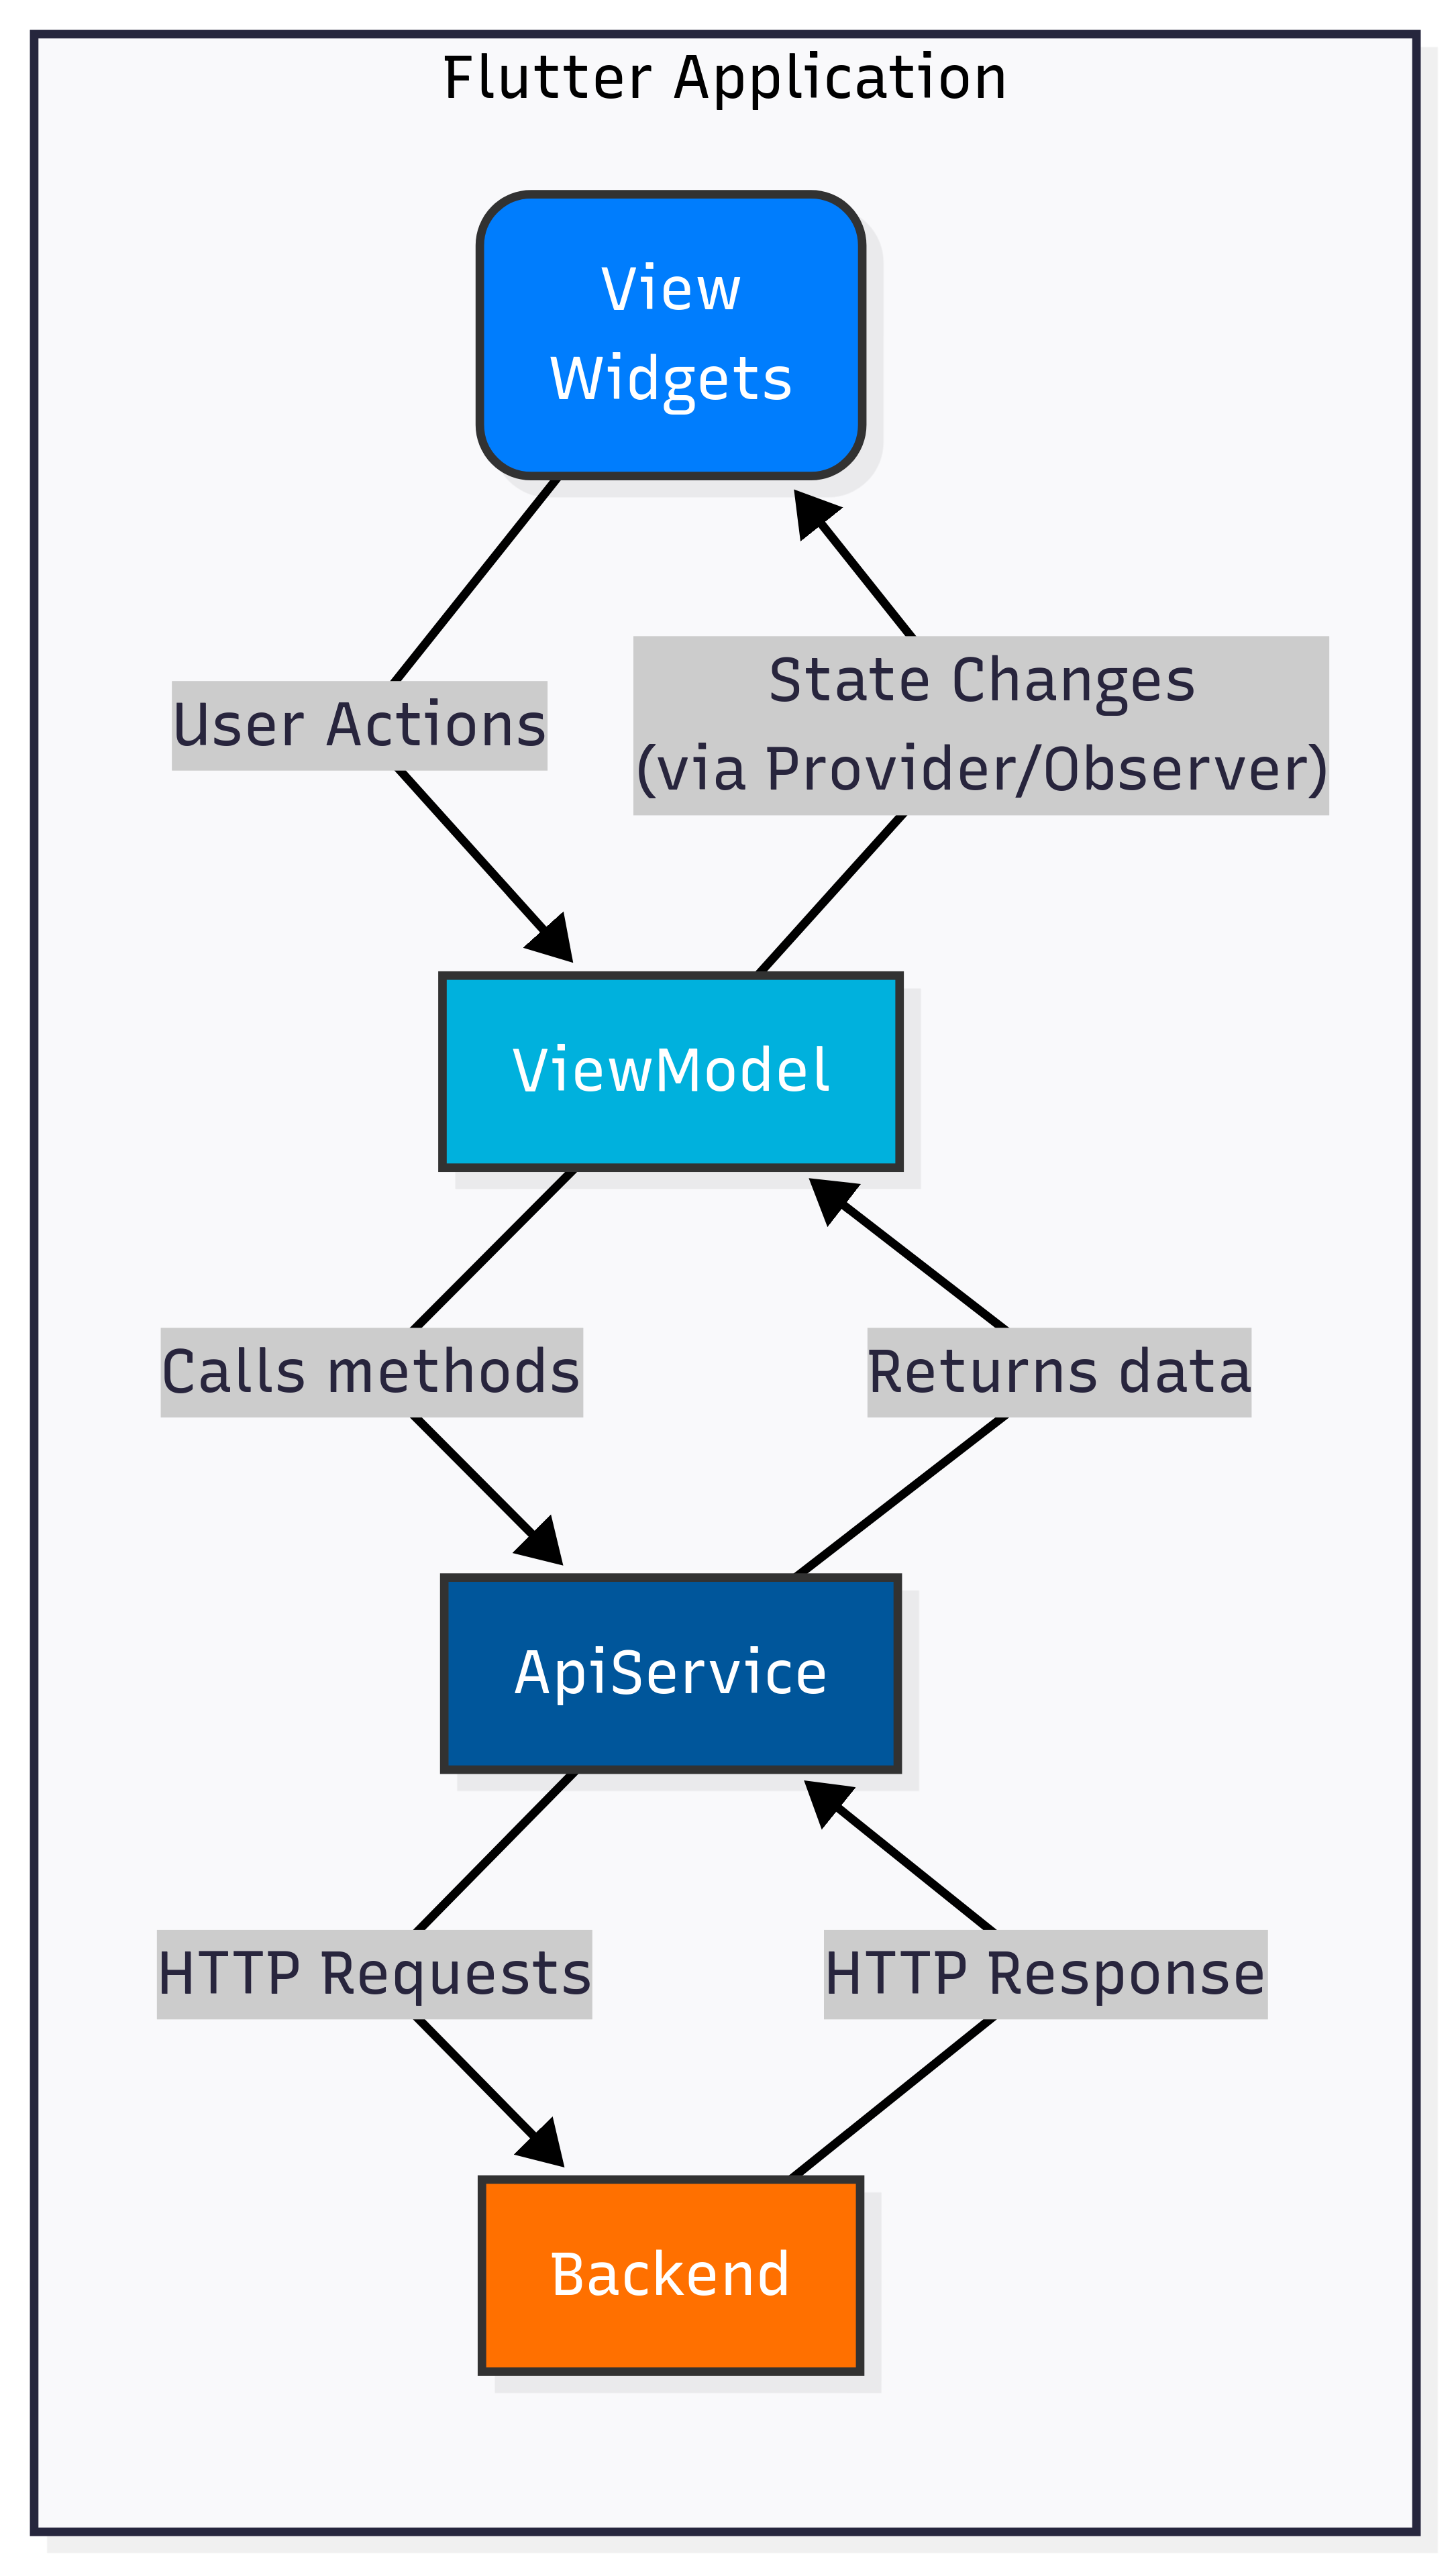 Flutter Application
View
Widgets
User Actions
State Changes
(via Provider/Observer)
ViewModel
Calls methods
Returns data
ApiService
HTTP Requests
HTTP Response
Backend